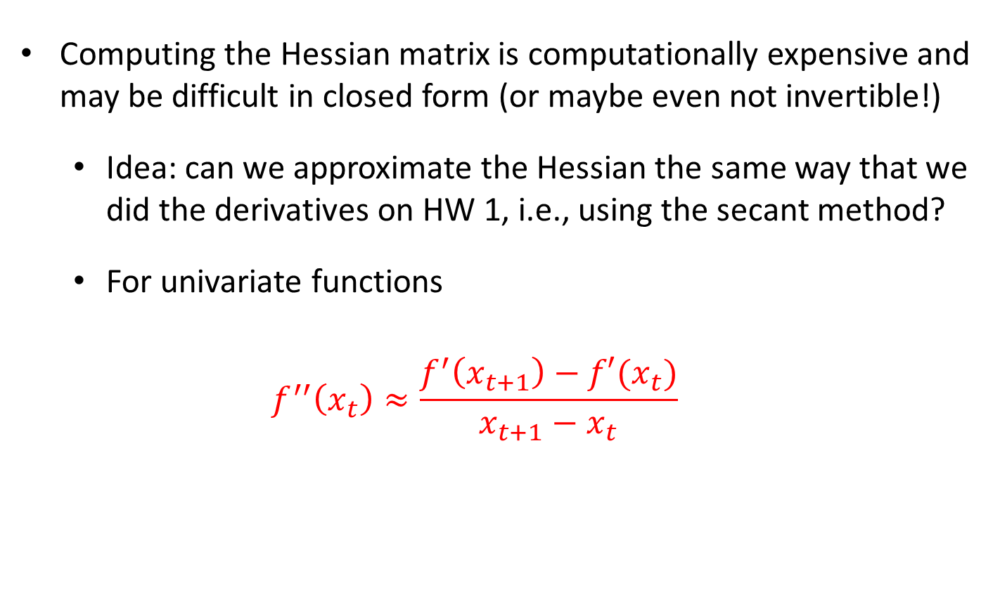 • Computing the Hessian matrix is computationally expensive and
may be difficult in closed form (or maybe even not invertible!)
• Idea: can we approximate the Hessian the same way that we
did the derivatives on HW 1, i.e., using the secant method?
• For univariate functions
f′′(x_t) ≈ (f′(x_{t+1}) − f′(x_t)) / (x_{t+1} − x_t)